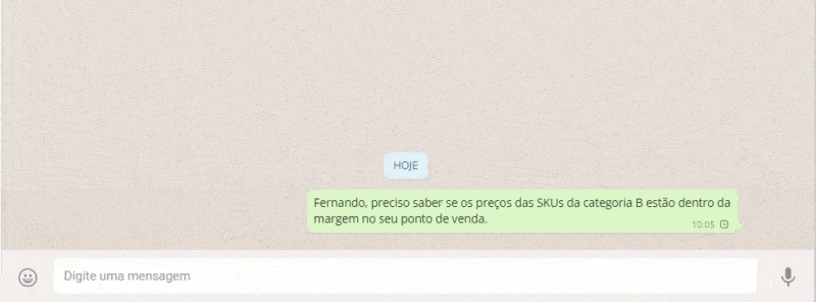 HOJE
Fernando, preciso saber se os preços das SKUs da categoria B estão dentro da
margem no seu ponto de venda.
10:05
Digite uma mensagem